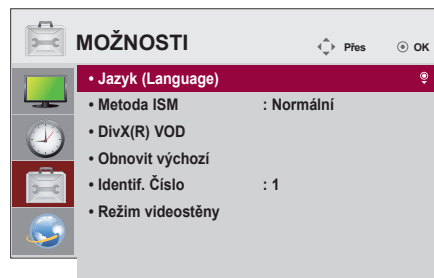 MOŽNOSTI Přes OK
• Jazyk (Language)
• Metoda ISM : Normální
• DivX(R) VOD
• Obnovit výchozí
• Identif. Číslo : 1
• Režim videostěny